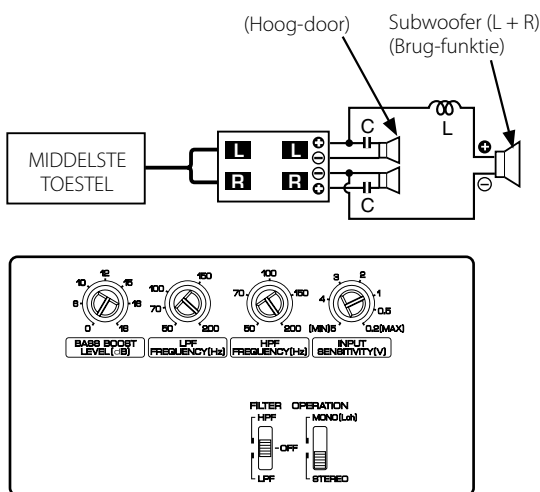 (Hoog-door)
Subwoofer (L + R)
(Brug-funktie)
MIDDELSTE
TOESTEL
L L ⊕
⊖
R R ⊖
⊕
C
C
L
⊕
⊖
0 6 10 12 15 18
BASS BOOST
LEVEL(dB)
50 70 100 150 200
LPF
FREQUENCY(Hz)
50 70 100 150 200
HPF
FREQUENCY(Hz)
(MIN)5 4 3 2 1 0.5 0.2(MAX)
INPUT
SENSITIVITY(V)
FILTER OPERATION
HPF MONO(Lch)
OFF
LPF STEREO